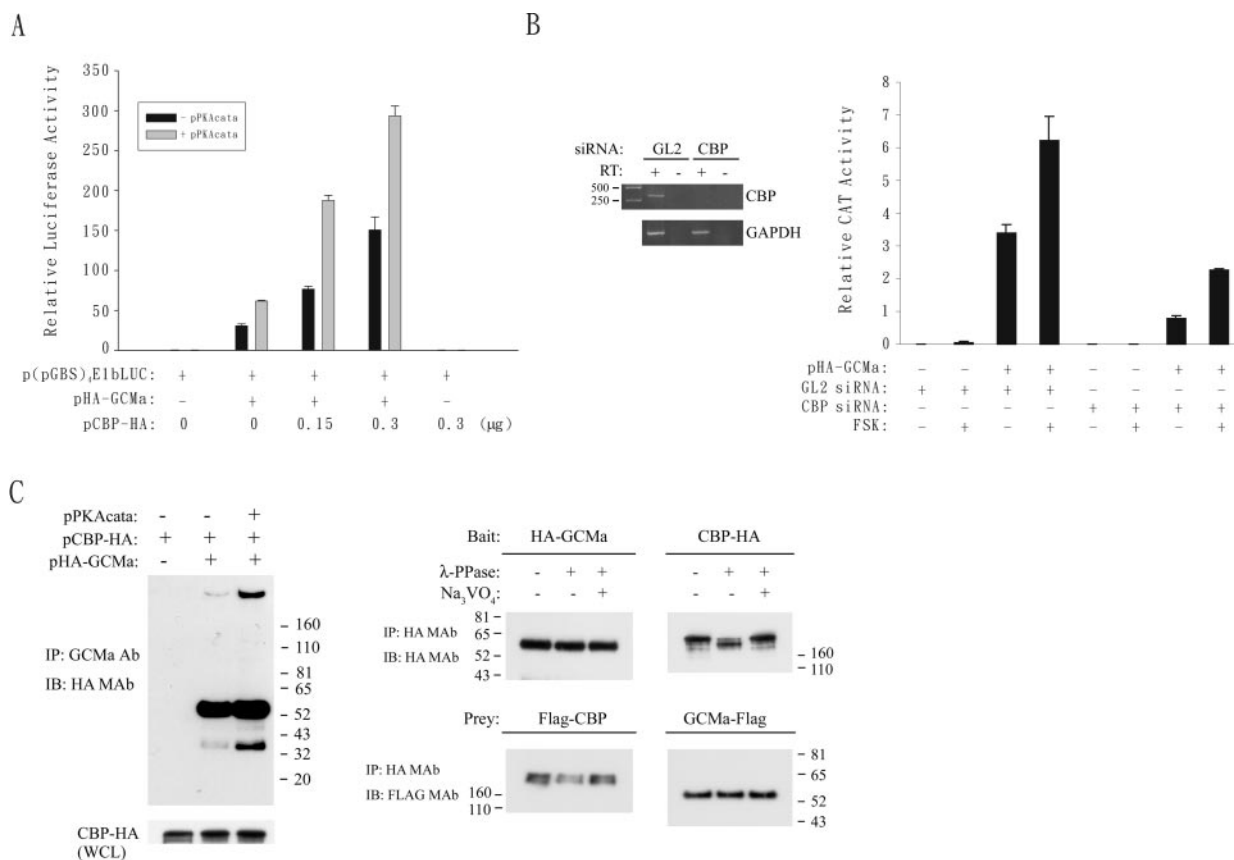 A
Relative Luciferase Activity
350
300
250
200
150
100
50
0
- pPKAcata
+ pPKAcata
p(pGBS)₄E1bLUC: + + + + +
pHA-GCMa: - + + + -
pCBP-HA: 0 0 0.15 0.3 0.3 (μg)
B
siRNA: GL2 CBP
RT: + - + -
500
250
CBP
GAPDH
Relative CAT Activity
8
7
6
5
4
3
2
1
0
pHA-GCMa: - - + + - - + +
GL2 siRNA: + + + + - - - -
CBP siRNA: - - - - + + + +
FSK: - + - + - + - +
C
pPKAcata: - - +
pCBP-HA: + + +
pHA-GCMa: - + +
IP: GCMa Ab
IB: HA MAb
160
110
81
65
52
43
32
20
CBP-HA
(WCL)
Bait: HA-GCMa CBP-HA
λ-PPase: - + + - + +
Na₃VO₄: - - + - - +
IP: HA MAb
IB: HA MAb
81
65
52
43
160
110
Prey: Flag-CBP GCMa-Flag
IP: HA MAb
IB: FLAG MAb
160
110
81
65
52
43